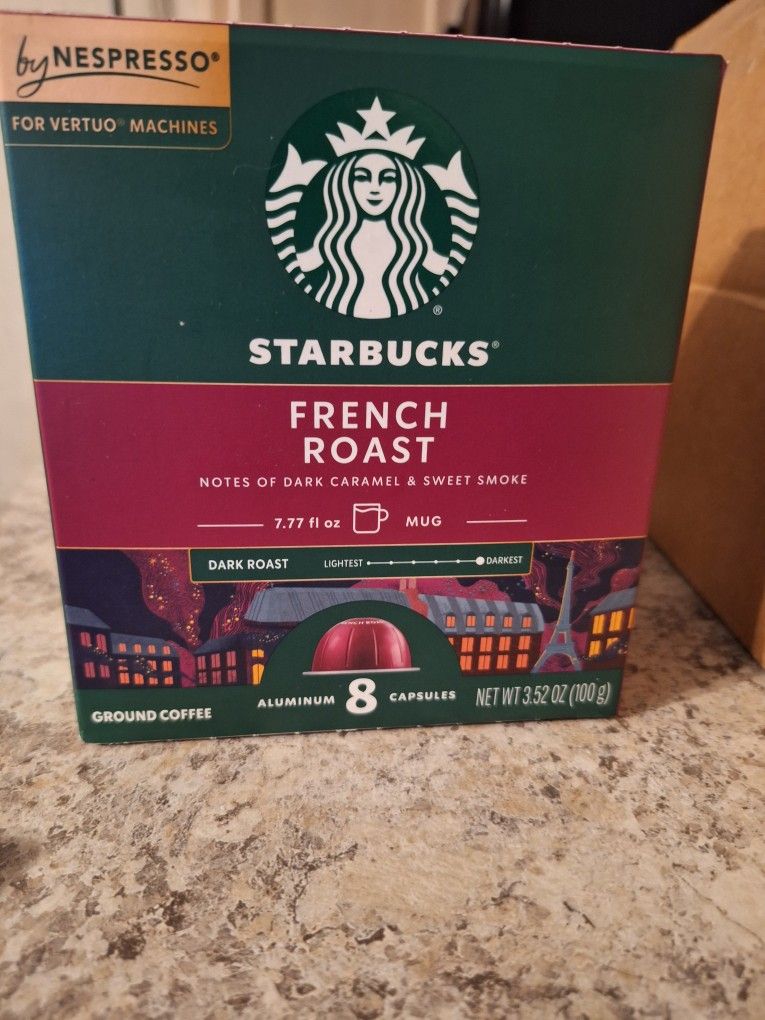 by NESPRESSO®
FOR VERTUO® MACHINES
®
STARBUCKS®
FRENCH
ROAST
NOTES OF DARK CARAMEL & SWEET SMOKE
7.77 fl oz MUG
DARK ROAST LIGHTEST DARKEST
ALUMINUM 8 CAPSULES
NET WT 3.52 OZ (100 g)
GROUND COFFEE